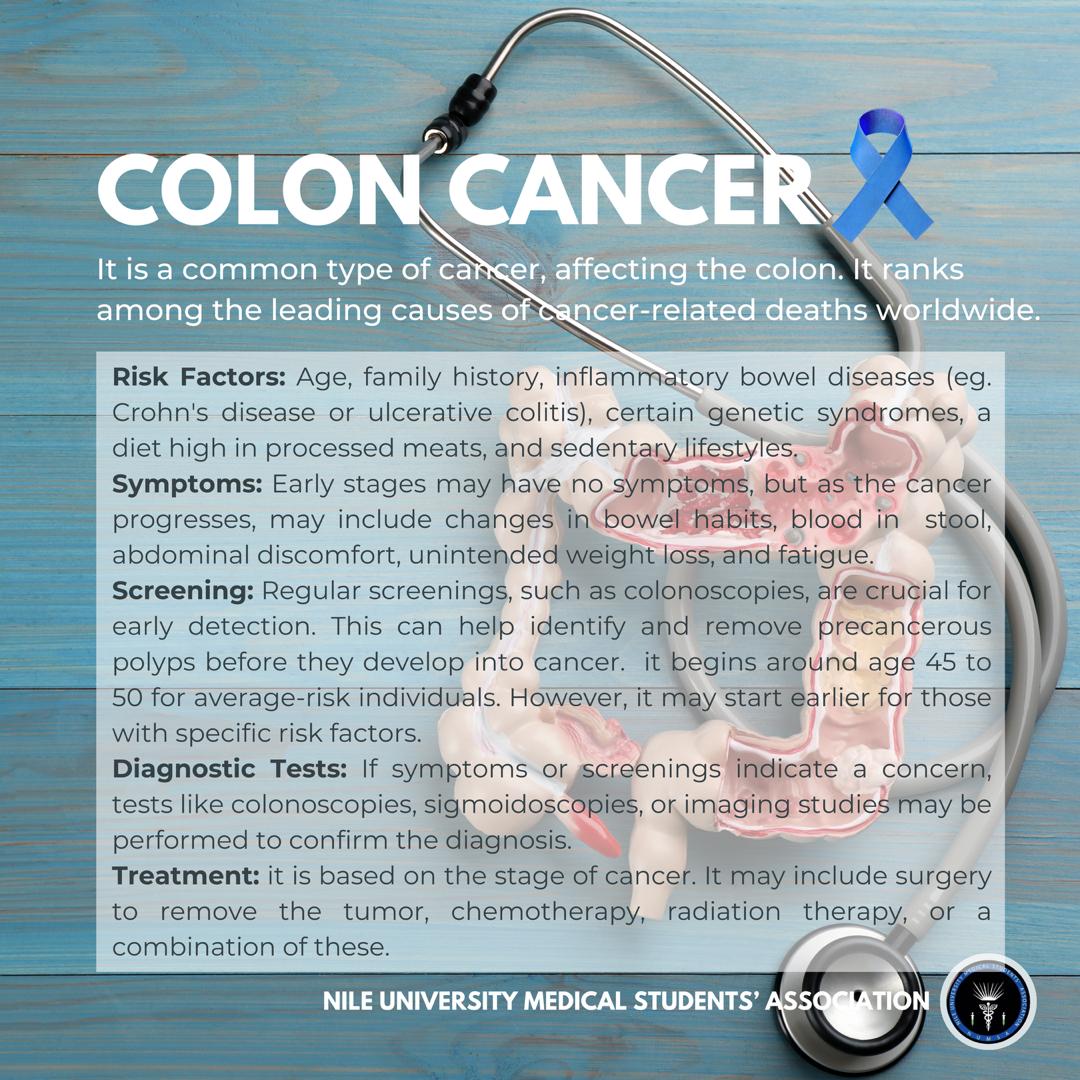 COLON CANCER
It is a common type of cancer, affecting the colon. It ranks
among the leading causes of cancer-related deaths worldwide.
Risk Factors: Age, family history, inflammatory bowel diseases (eg.
Crohn's disease or ulcerative colitis), certain genetic syndromes, a
diet high in processed meats, and sedentary lifestyles.
Symptoms: Early stages may have no symptoms, but as the cancer
progresses, may include changes in bowel habits, blood in stool,
abdominal discomfort, unintended weight loss, and fatigue.
Screening: Regular screenings, such as colonoscopies, are crucial for
early detection. This can help identify and remove precancerous
polyps before they develop into cancer. it begins around age 45 to
50 for average-risk individuals. However, it may start earlier for those
with specific risk factors.
Diagnostic Tests: If symptoms or screenings indicate a concern,
tests like colonoscopies, sigmoidoscopies, or imaging studies may be
performed to confirm the diagnosis.
Treatment: it is based on the stage of cancer. It may include surgery
to remove the tumor, chemotherapy, radiation therapy, or a
combination of these.
NILE UNIVERSITY MEDICAL STUDENTS’ ASSOCIATION
NILE UNIVERSITY MEDICAL STUDENTS' ASSOCIATION
NUMSA